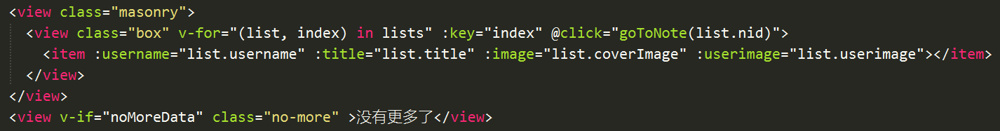 <view class="masonry">
<view class="box" v-for="(list, index) in lists" :key="index" @click="goToNote(list.nid)">
<item :username="list.username" :title="list.title" :image="list.coverImage" :userimage="list.userimage"></item>
</view>
</view>
<view v-if="noMoreData" class="no-more" >没有更多了</view>